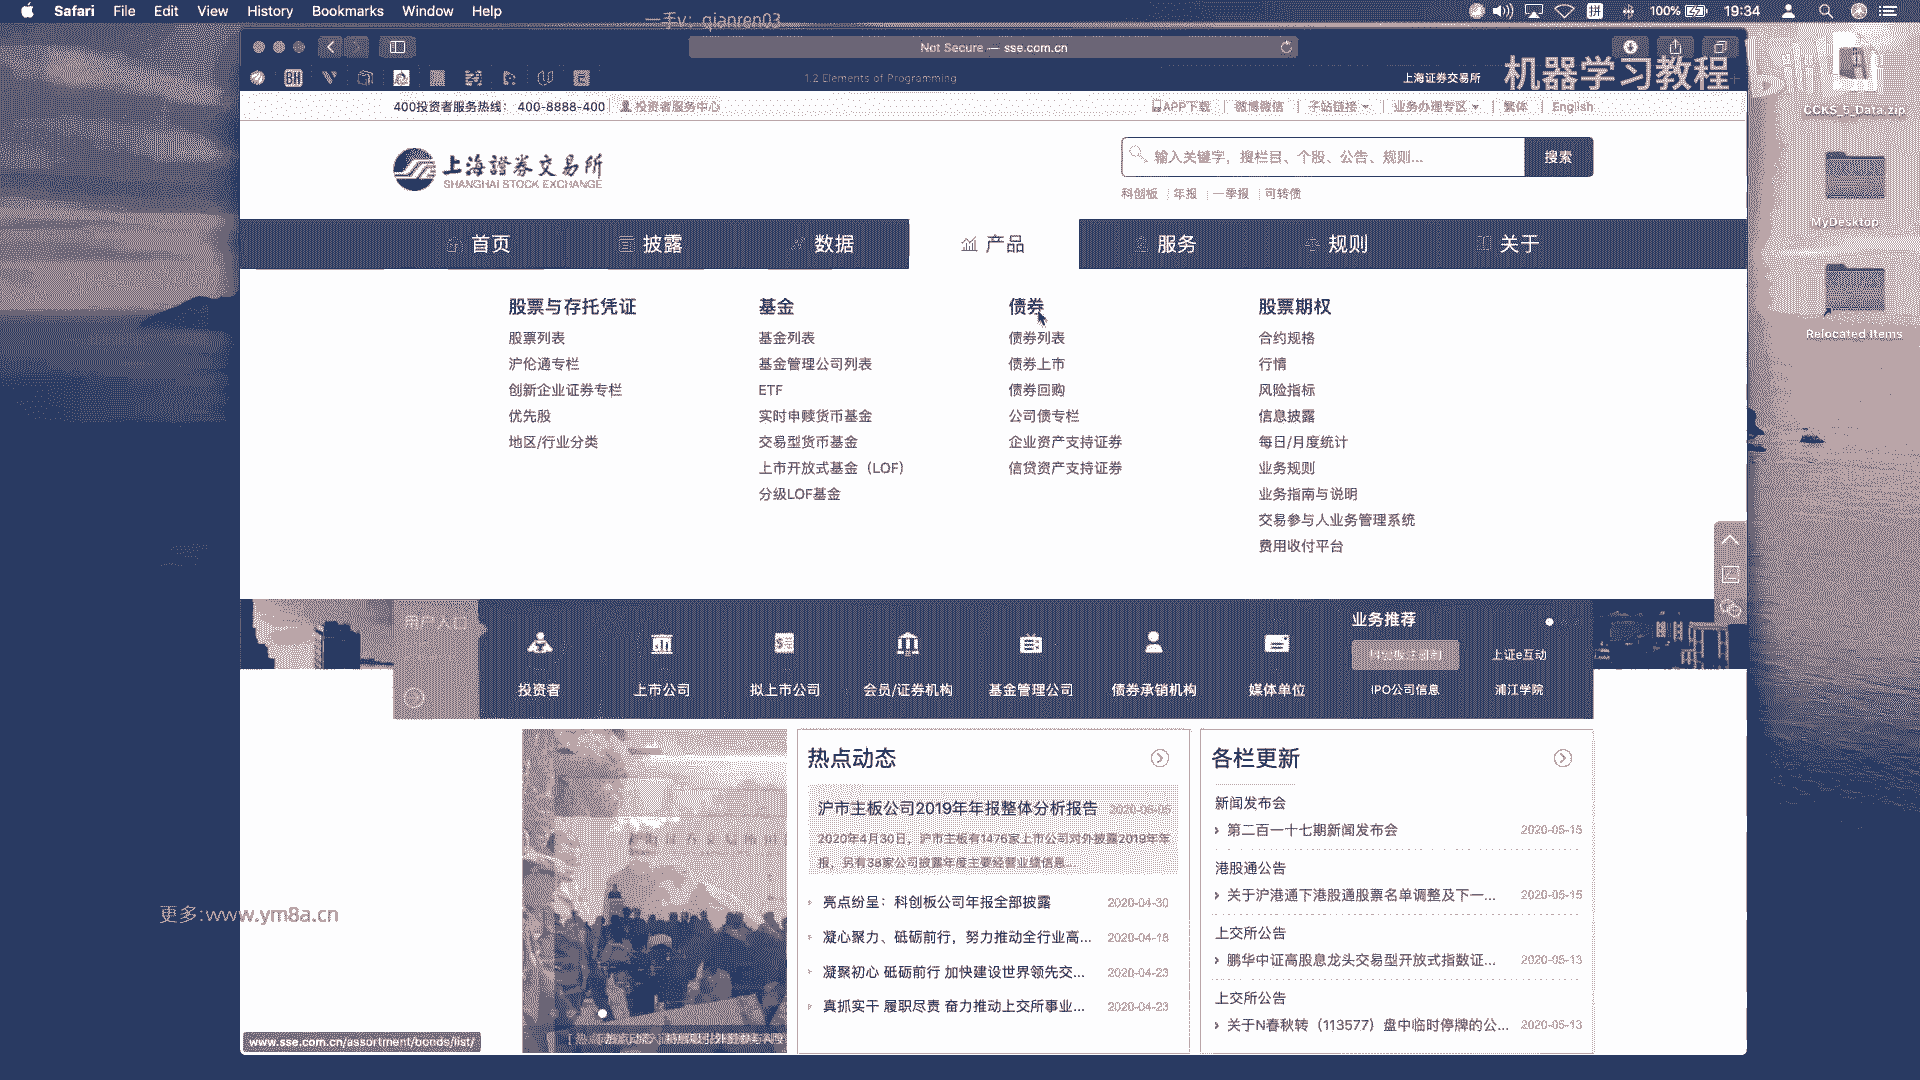 Safari File Edit View History Bookmarks Window Help
100% 19:34
一手v：qianren03
Not Secure — sse.com.cn
1.2 Elements of Programming
上海证券交易所
机器学习教程
400投资者服务热线： 400-8888-400
投资者服务中心
APP下载 | 微博微信 | 子站链接 | 业务办理专区 | 繁体 | English
CCKS_5_Data.zip
上海證券交易所
SHANGHAI STOCK EXCHANGE
输入关键字，搜栏目、个股、公告、规则...
搜索
科创板 年报 一季报 可转债
MyDesktop
首页 披露 数据 产品 服务 规则 关于
Relocated Items
股票与存托凭证
股票列表
沪伦通专栏
创新企业证券专栏
优先股
地区/行业分类
基金
基金列表
基金管理公司列表
ETF
实时申赎货币基金
交易型货币基金
上市开放式基金（LOF）
分级LOF基金
债券
债券列表
债券上市
债券回购
公司债专栏
企业资产支持证券
信贷资产支持证券
股票期权
合约规格
行情
风险指标
信息披露
每日/月度统计
业务规则
业务指南与说明
交易参与人业务管理系统
费用收付平台
用户入口
投资者 上市公司 拟上市公司 会员/证券机构 基金管理公司 债券承销机构 媒体单位
业务推荐
科创板注册制 上证e互动
IPO公司信息 浦江学院
热点动态
沪市主板公司2019年年报整体分析报告 2020-05-05
2020年4月30日，沪市主板有1476家上市公司对外披露2019年年
报，另有38家公司披露年度主要经营业绩信息...
亮点纷呈：科创板公司年报全部披露 2020-04-30
凝心聚力、砥砺前行，努力推动全行业高... 2020-04-18
凝聚初心 砥砺前行 加快建设世界领先交... 2020-04-23
真抓实干 履职尽责 奋力推动上交所事业... 2020-04-23
各栏更新
新闻发布会
第二百一十七期新闻发布会 2020-05-15
港股通公告
关于沪港通下港股通股票名单调整及下一... 2020-05-15
上交所公告
鹏华中证高股息龙头交易型开放式指数证... 2020-05-13
上交所公告
关于N春秋转（113577）盘中临时停牌的公... 2020-05-13
更多:www.ym8a.cn
www.sse.com.cn/assortment/bonds/list/